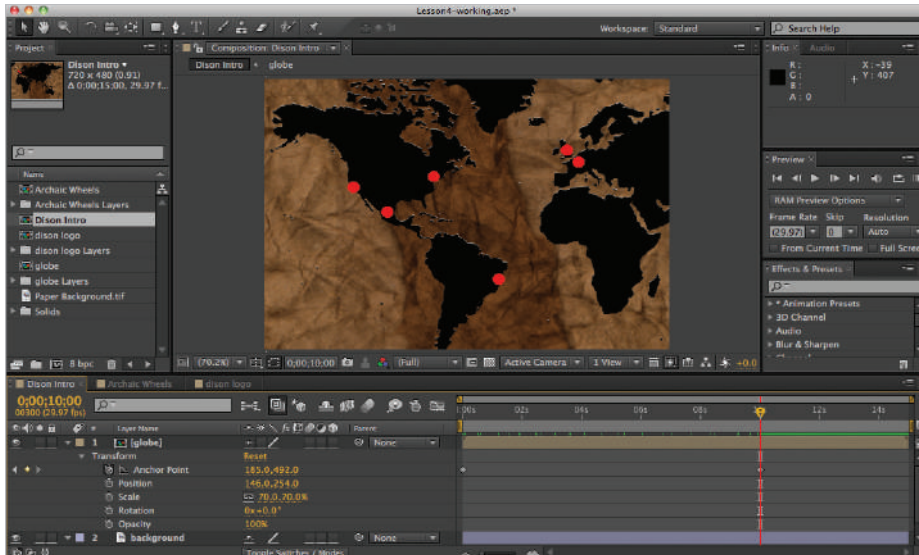 Lesson4-working.aep *
Workspace: Standard
Search Help
Project
Dison Intro
720 x 480 (0.91)
Δ 0;00;15;00, 29.97 f...
Name
Archaic Wheels
Archaic Wheels Layers
Dison Intro
dison logo
dison logo Layers
globe
globe Layers
Paper Background.tif
Solids
8 bpc
Composition: Dison Intro
Dison Intro
globe
(70.2%)
0;00;10;00
(Full)
Active Camera
1 View
+0.0
Info
Audio
R :
G :
B :
A : 0
X : -39
Y : 407
Preview
RAM Preview Options
Frame Rate Skip Resolution
(29.97) 0 Auto
From Current Time Full Scree
Effects & Presets
* Animation Presets
3D Channel
Audio
Blur & Sharpen
Dison Intro
Archaic Wheels
dison logo
0;00;10;00
00300 (29.97 fps)
# Layer Name
Parent
1 [globe] None
Transform Reset
Anchor Point 185.0,492.0
Position 146.0,254.0
Scale 70.0,70.0%
Rotation 0x+0.0°
Opacity 100%
2 background None
Toggle Switches / Modes
:00s 02s 04s 06s 08s 12s 14s